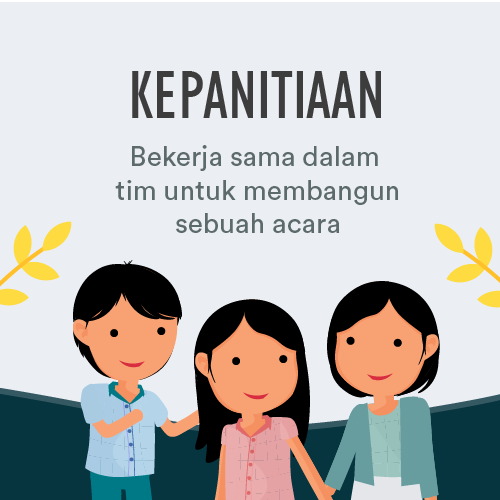 KEPANITIAAN
Bekerja sama dalam
tim untuk membangun
sebuah acara